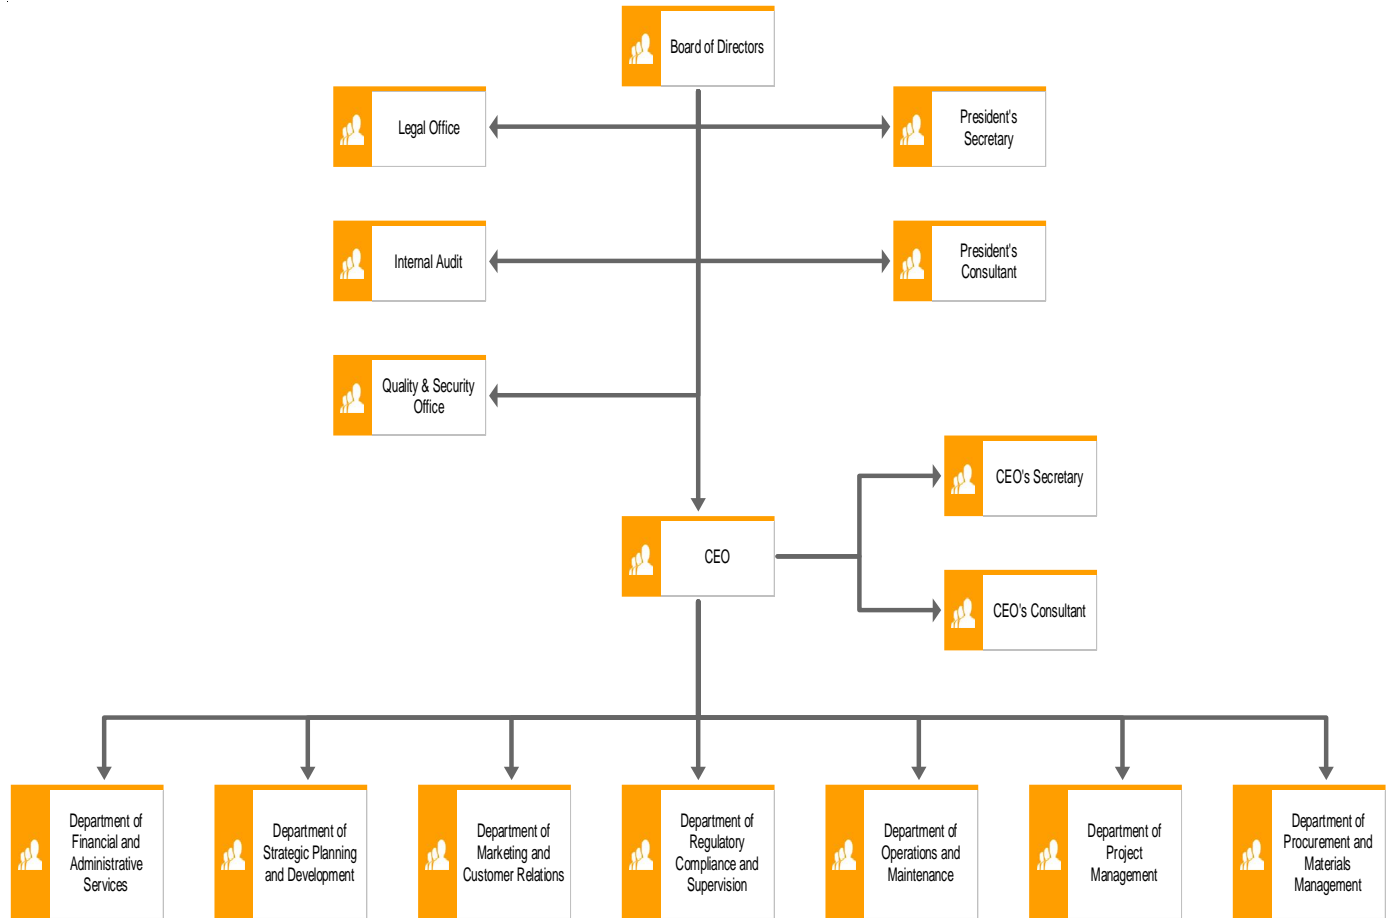 Board of Directors
Legal Office
President's
Secretary
Internal Audit
President's
Consultant
Quality & Security
Office
CEO's Secretary
CEO
CEO's Consultant
Department of
Financial and
Administrative
Services
Department of
Strategic Planning
and Development
Department of
Marketing and
Customer Relations
Department of
Regulatory
Compliance and
Supervision
Department of
Operations and
Maintenance
Department of
Project
Management
Department of
Procurement and
Materials
Management